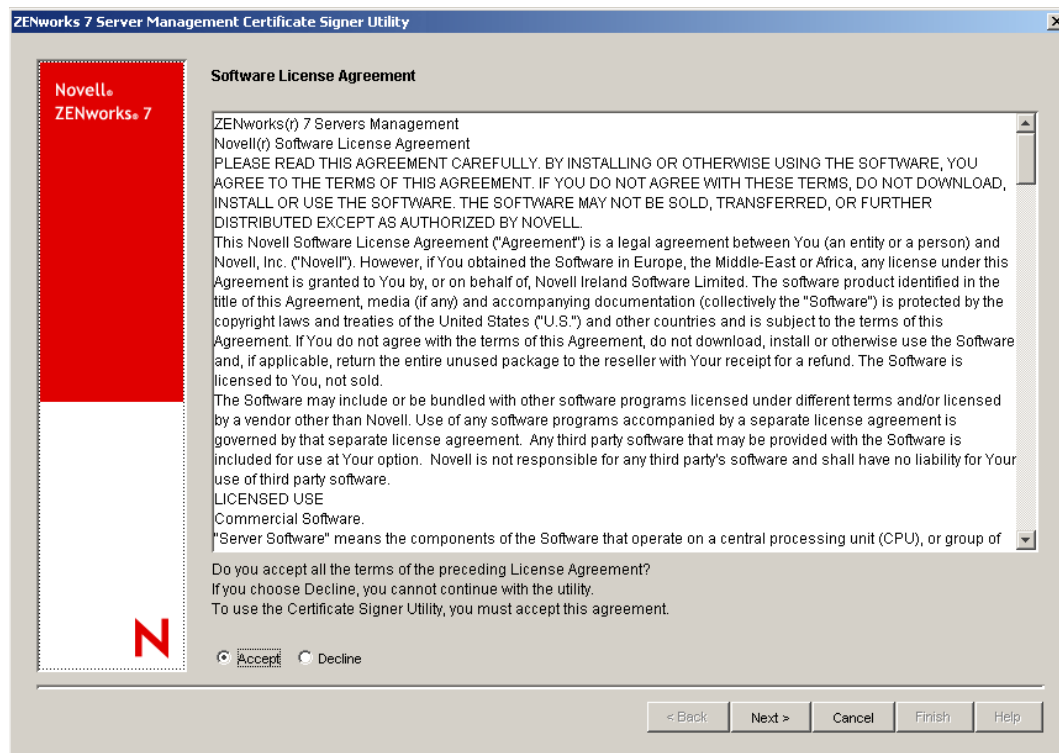 ZENworks 7 Server Management Certificate Signer Utility
Novell®
ZENworks® 7
Software License Agreement
ZENworks(r) 7 Servers Management
Novell(r) Software License Agreement
PLEASE READ THIS AGREEMENT CAREFULLY. BY INSTALLING OR OTHERWISE USING THE SOFTWARE, YOU
AGREE TO THE TERMS OF THIS AGREEMENT. IF YOU DO NOT AGREE WITH THESE TERMS, DO NOT DOWNLOAD,
INSTALL OR USE THE SOFTWARE. THE SOFTWARE MAY NOT BE SOLD, TRANSFERRED, OR FURTHER
DISTRIBUTED EXCEPT AS AUTHORIZED BY NOVELL.
This Novell Software License Agreement ("Agreement") is a legal agreement between You (an entity or a person) and
Novell, Inc. ("Novell"). However, if You obtained the Software in Europe, the Middle-East or Africa, any license under this
Agreement is granted to You by, or on behalf of, Novell Ireland Software Limited. The software product identified in the
title of this Agreement, media (if any) and accompanying documentation (collectively the "Software") is protected by the
copyright laws and treaties of the United States ("U.S.") and other countries and is subject to the terms of this
Agreement. If You do not agree with the terms of this Agreement, do not download, install or otherwise use the Software
and, if applicable, return the entire unused package to the reseller with Your receipt for a refund. The Software is
licensed to You, not sold.
The Software may include or be bundled with other software programs licensed under different terms and/or licensed
by a vendor other than Novell. Use of any software programs accompanied by a separate license agreement is
governed by that separate license agreement.  Any third party software that may be provided with the Software is
included for use at Your option.  Novell is not responsible for any third party's software and shall have no liability for Your
use of third party software.
LICENSED USE
Commercial Software.
"Server Software" means the components of the Software that operate on a central processing unit (CPU), or group of
Do you accept all the terms of the preceding License Agreement?
If you choose Decline, you cannot continue with the utility.
To use the Certificate Signer Utility, you must accept this agreement.
N
Accept Decline
< Back Next > Cancel Finish Help